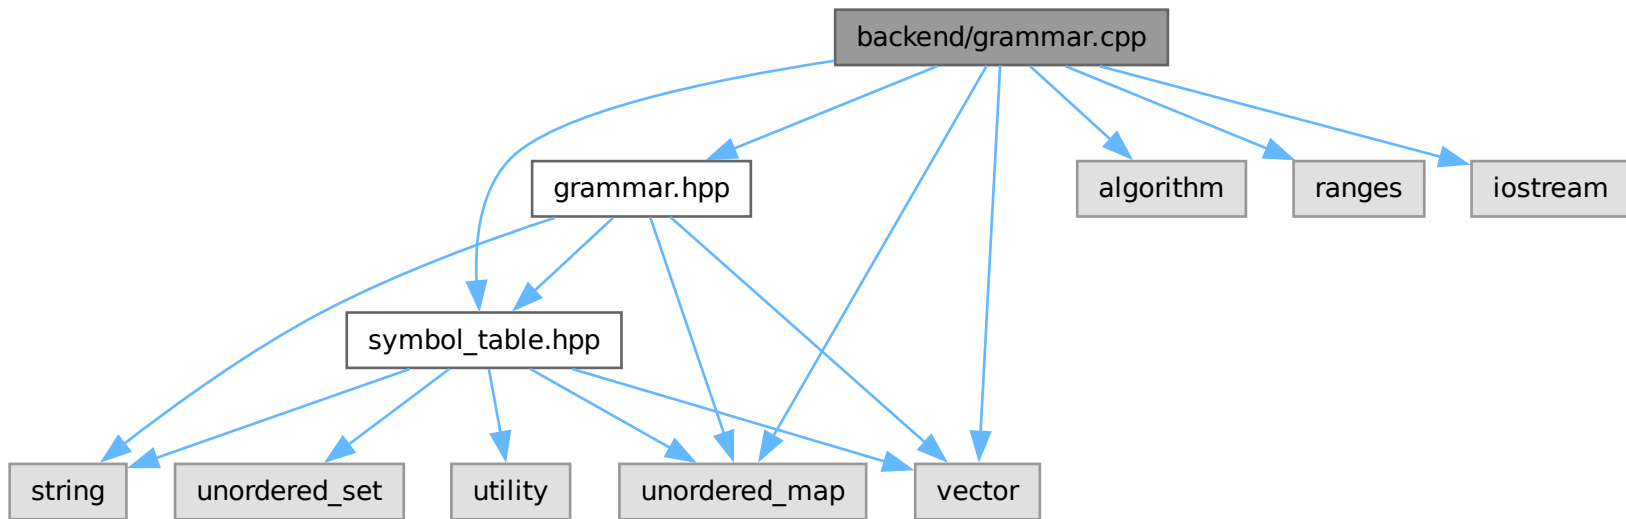 backend/grammar.cpp
grammar.hpp
algorithm
ranges
iostream
symbol_table.hpp
string
unordered_set
utility
unordered_map
vector